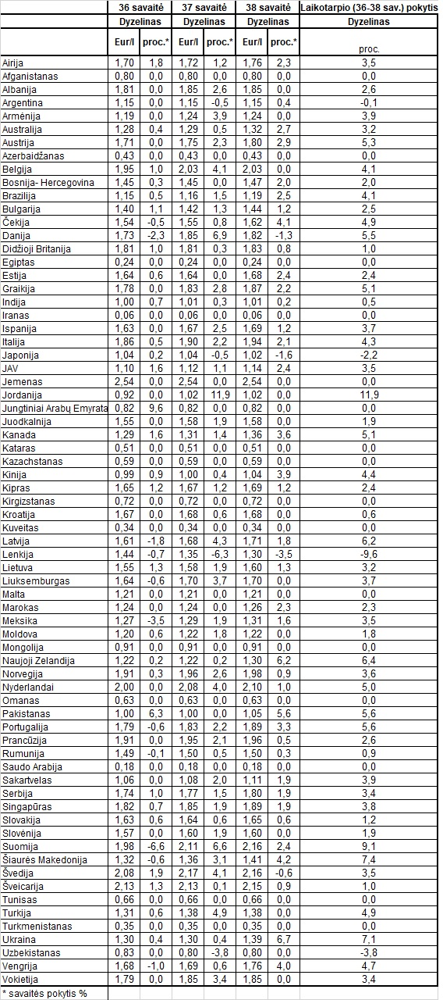 36 savaitė 37 savaitė 38 savaitė Laikotarpio (36-38 sav.) pokytis
Dyzelinas Dyzelinas Dyzelinas Dyzelinas
Eur/l proc.* Eur/l proc.* Eur/l proc.* proc.
Airija 1,70 1,8 1,72 1,2 1,76 2,3 3,5
Afganistanas 0,80 0,0 0,80 0,0 0,80 0,0 0,0
Albanija 1,81 0,0 1,85 2,6 1,85 0,0 2,6
Argentina 1,15 0,0 1,15 -0,5 1,15 0,4 -0,1
Armėnija 1,19 0,0 1,24 3,9 1,24 0,0 3,9
Australija 1,28 0,4 1,29 0,5 1,32 2,7 3,2
Austrija 1,71 0,0 1,75 2,3 1,80 2,9 5,3
Azerbaidžanas 0,43 0,0 0,43 0,0 0,43 0,0 0,0
Belgija 1,95 1,0 2,03 4,1 2,03 0,0 4,1
Bosnija- Hercegovina 1,45 0,3 1,45 0,0 1,47 2,0 2,0
Brazilija 1,15 0,5 1,16 1,5 1,19 2,5 4,1
Bulgarija 1,40 1,1 1,42 1,3 1,44 1,2 2,5
Čekija 1,54 -0,5 1,55 0,8 1,62 4,1 4,9
Danija 1,73 -2,3 1,85 6,9 1,82 -1,3 5,5
Didžioji Britanija 1,81 1,0 1,81 0,3 1,83 0,8 1,0
Egiptas 0,24 0,0 0,24 0,0 0,24 0,0 0,0
Estija 1,64 0,6 1,64 0,0 1,68 2,4 2,4
Graikija 1,78 0,0 1,83 2,8 1,87 2,2 5,1
Indija 1,00 0,7 1,01 0,3 1,01 0,2 0,5
Iranas 0,06 0,0 0,06 0,0 0,06 0,0 0,0
Ispanija 1,63 0,0 1,67 2,5 1,69 1,2 3,7
Italija 1,86 0,5 1,90 2,2 1,94 2,1 4,3
Japonija 1,04 0,2 1,04 -0,5 1,02 -1,6 -2,2
JAV 1,10 1,6 1,12 1,1 1,14 2,4 3,5
Jemenas 2,54 0,0 2,54 0,0 2,54 0,0 0,0
Jordanija 0,92 0,0 1,02 11,9 1,02 0,0 11,9
Jungtiniai Arabų Emyrata 0,82 9,6 0,82 0,0 0,82 0,0 0,0
Juodkalnija 1,55 0,0 1,58 1,9 1,58 0,0 1,9
Kanada 1,29 1,6 1,31 1,4 1,36 3,6 5,1
Kataras 0,51 0,0 0,51 0,0 0,51 0,0 0,0
Kazachstanas 0,59 0,0 0,59 0,0 0,59 0,0 0,0
Kinija 0,99 0,9 1,00 0,4 1,04 3,9 4,4
Kipras 1,65 1,2 1,67 1,2 1,69 1,2 2,4
Kirgizstanas 0,72 0,0 0,72 0,0 0,72 0,0 0,0
Kroatija 1,67 0,0 1,68 0,6 1,68 0,0 0,6
Kuveitas 0,34 0,0 0,34 0,0 0,34 0,0 0,0
Latvija 1,61 -1,8 1,68 4,3 1,71 1,8 6,2
Lenkija 1,44 -0,7 1,35 -6,3 1,30 -3,5 -9,6
Lietuva 1,55 1,3 1,58 1,9 1,60 1,3 3,2
Liuksemburgas 1,64 -0,6 1,70 3,7 1,70 0,0 3,7
Malta 1,21 0,0 1,21 0,0 1,21 0,0 0,0
Marokas 1,24 0,0 1,24 0,0 1,26 2,3 2,3
Meksika 1,27 -3,5 1,29 1,9 1,31 1,6 3,5
Moldova 1,20 0,6 1,22 1,8 1,22 0,0 1,8
Mongolija 0,91 0,0 0,91 0,0 0,91 0,0 0,0
Naujoji Zelandija 1,22 0,2 1,22 0,2 1,30 6,2 6,4
Norvegija 1,91 0,3 1,96 2,6 1,98 0,9 3,6
Nyderlandai 2,00 0,0 2,08 4,0 2,10 1,0 5,0
Omanas 0,63 0,0 0,63 0,0 0,63 0,0 0,0
Pakistanas 1,00 6,3 1,00 0,0 1,05 5,6 5,6
Portugalija 1,79 -0,6 1,83 2,2 1,89 3,3 5,6
Prancūzija 1,91 0,0 1,95 2,1 1,96 0,5 2,6
Rumunija 1,49 -0,1 1,50 0,5 1,50 0,3 0,9
Saudo Arabija 0,18 0,0 0,18 0,0 0,18 0,0 0,0
Sakartvelas 1,06 0,0 1,08 2,0 1,11 1,9 3,9
Serbija 1,74 1,0 1,77 1,5 1,80 1,9 3,4
Singapūras 1,82 0,7 1,85 1,9 1,89 1,9 3,8
Slovakija 1,63 0,6 1,64 0,6 1,65 0,6 1,2
Slovėnija 1,57 0,0 1,60 1,9 1,60 0,0 1,9
Suomija 1,98 -6,6 2,11 6,6 2,16 2,4 9,1
Šiaurės Makedonija 1,32 -0,6 1,36 3,1 1,41 4,2 7,4
Švedija 2,08 1,9 2,17 4,1 2,16 -0,6 3,5
Šveicarija 2,13 1,3 2,13 0,1 2,15 0,9 1,0
Tunisas 0,66 0,0 0,66 0,0 0,66 0,0 0,0
Turkija 1,31 0,6 1,38 4,9 1,38 0,0 4,9
Turkmenistanas 0,35 0,0 0,35 0,0 0,35 0,0 0,0
Ukraina 1,30 0,4 1,30 0,4 1,39 6,7 7,1
Uzbekistanas 0,83 0,0 0,80 -3,8 0,80 0,0 -3,8
Vengrija 1,68 -1,0 1,69 0,6 1,76 4,0 4,7
Vokietija 1,79 0,0 1,85 3,4 1,85 0,0 3,4
* savaitės pokytis %